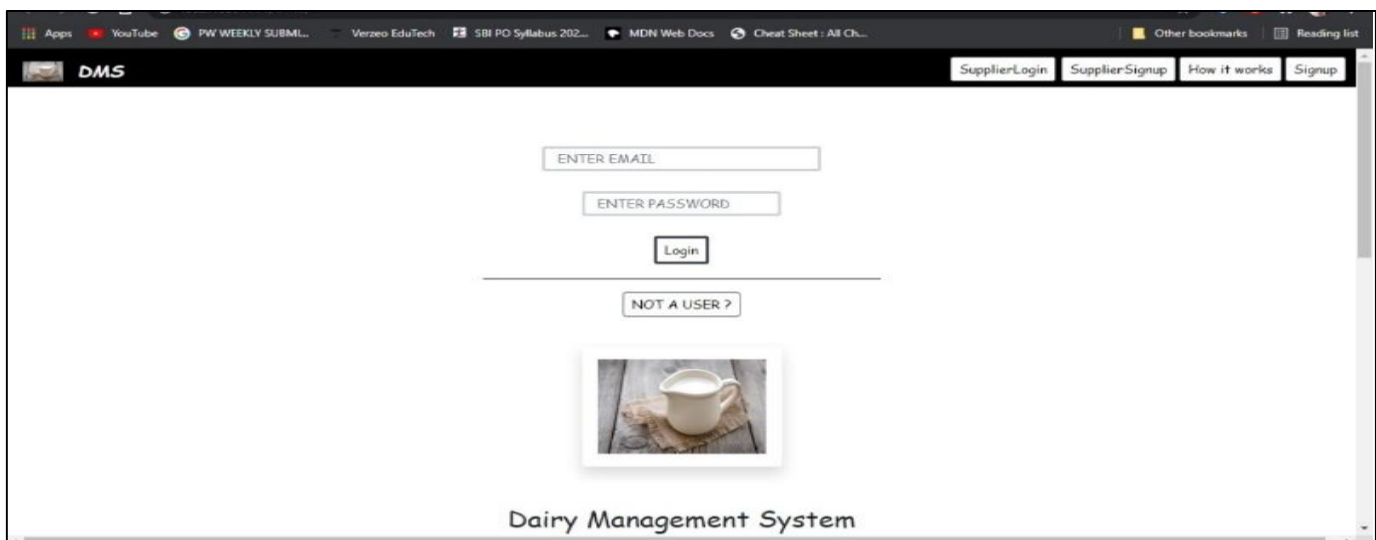 Apps YouTube PW WEEKLY SUBMI... Verzeo EduTech SBI PO Syllabus 202... MDN Web Docs Cheat Sheet : All Ch... Other bookmarks Reading list
DMS SupplierLogin SupplierSignup How it works Signup
ENTER EMAIL
ENTER PASSWORD
Login
NOT A USER ?
Dairy Management System